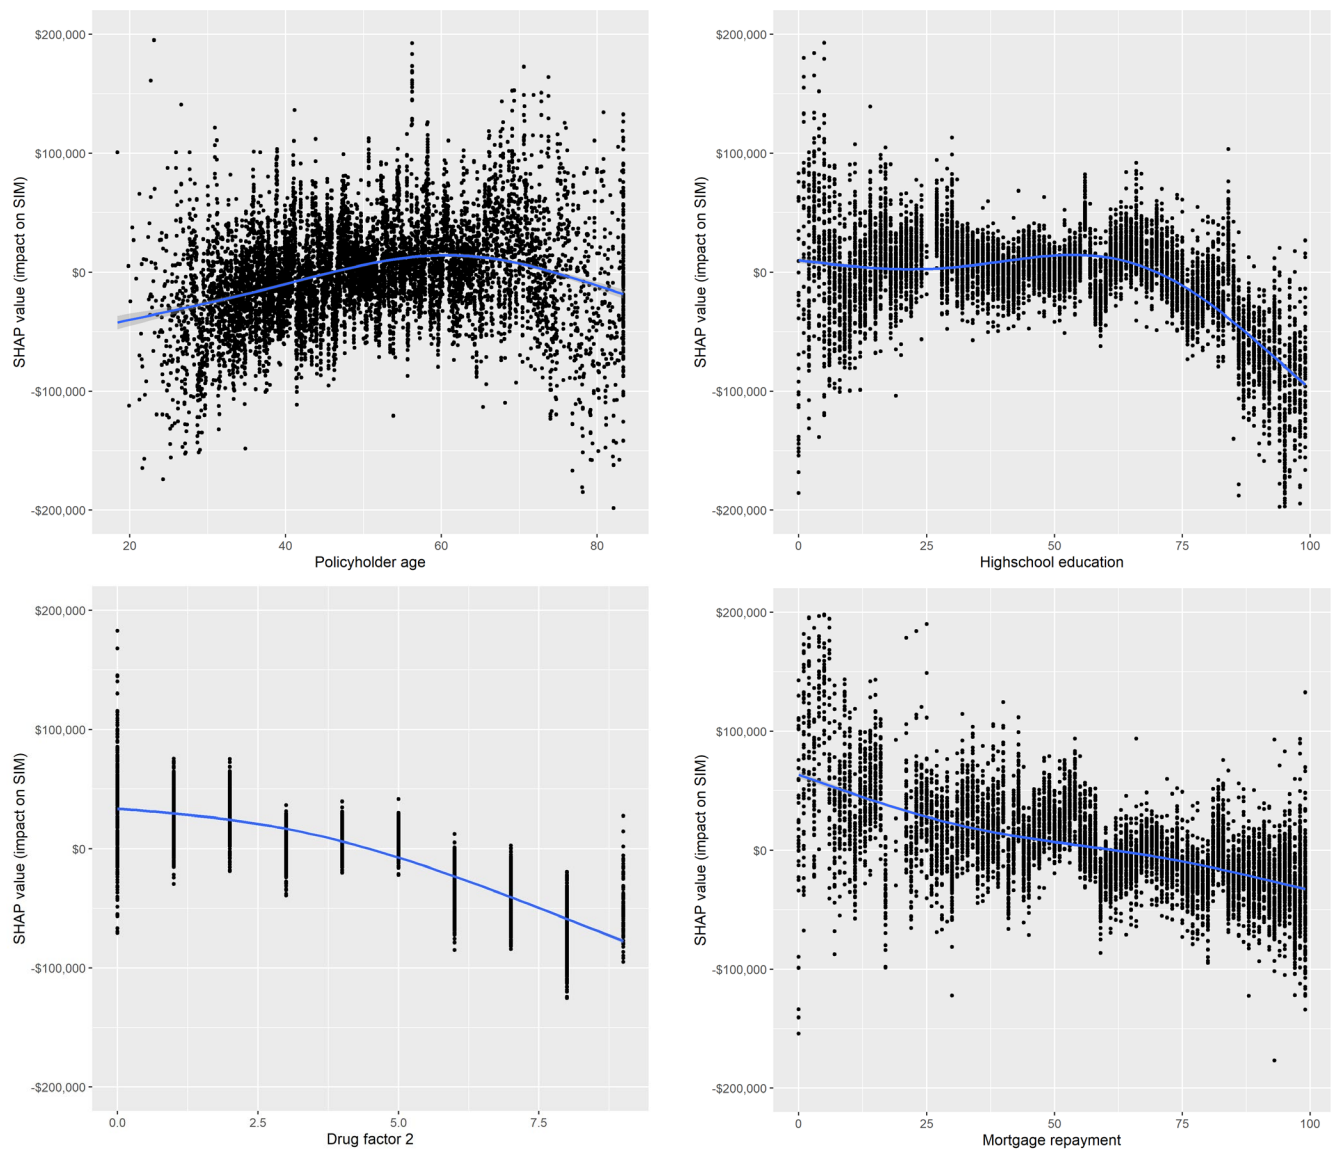 SHAP value (impact on SIM)
$200,000
$100,000
$0
-$100,000
-$200,000
20 40 60 80
Policyholder age
SHAP value (impact on SIM)
$200,000
$100,000
$0
-$100,000
-$200,000
0 25 50 75 100
Highschool education
SHAP value (impact on SIM)
$200,000
$100,000
$0
-$100,000
-$200,000
0.0 2.5 5.0 7.5
Drug factor 2
SHAP value (impact on SIM)
$200,000
$100,000
$0
-$100,000
-$200,000
0 25 50 75 100
Mortgage repayment